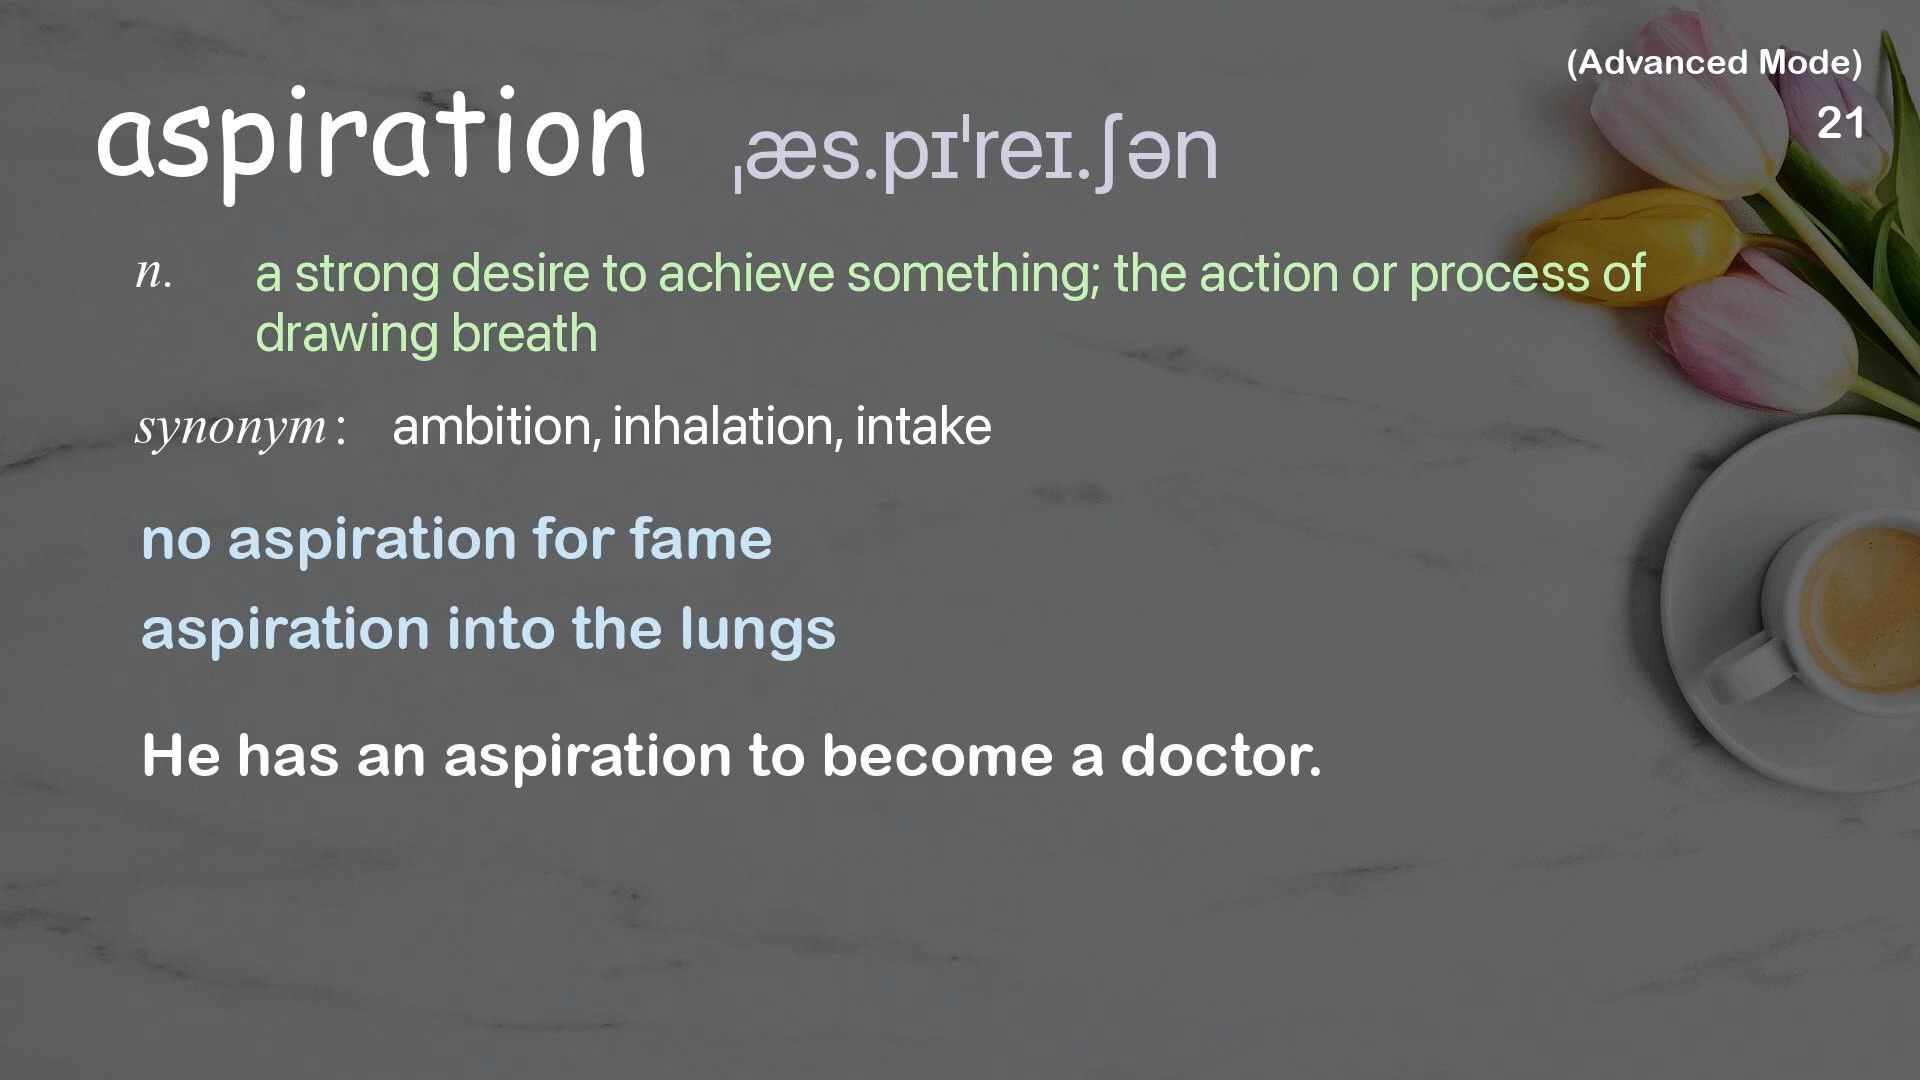 (Advanced Mode)
21
aspiration ˌæs.pɪˈreɪ.ʃən
n. a strong desire to achieve something; the action or process of
drawing breath
synonym: ambition, inhalation, intake
no aspiration for fame
aspiration into the lungs
He has an aspiration to become a doctor.